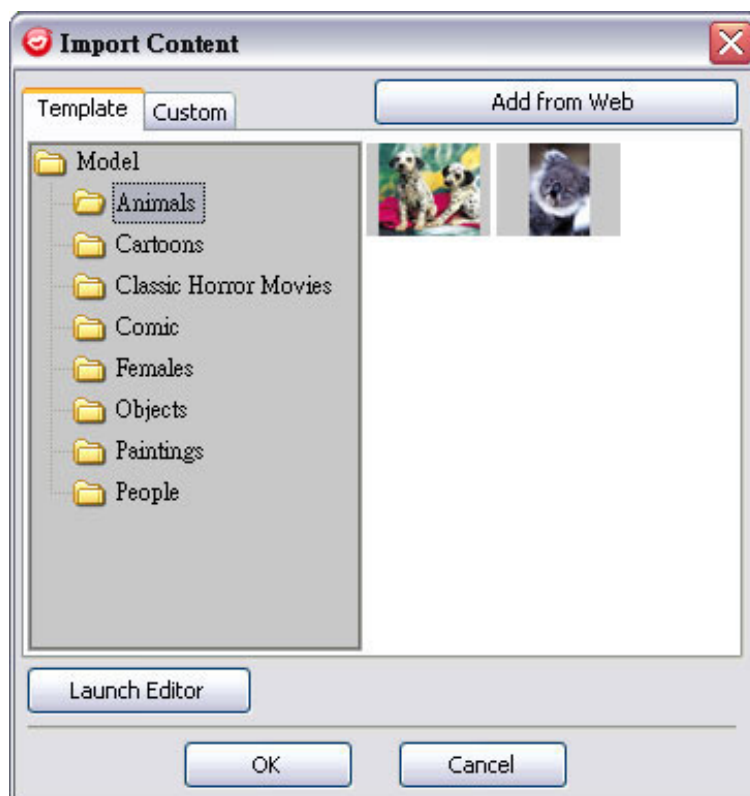 Import Content
Template
Custom
Add from Web
Model
Animals
Cartoons
Classic Horror Movies
Comic
Females
Objects
Paintings
People
Launch Editor
OK
Cancel